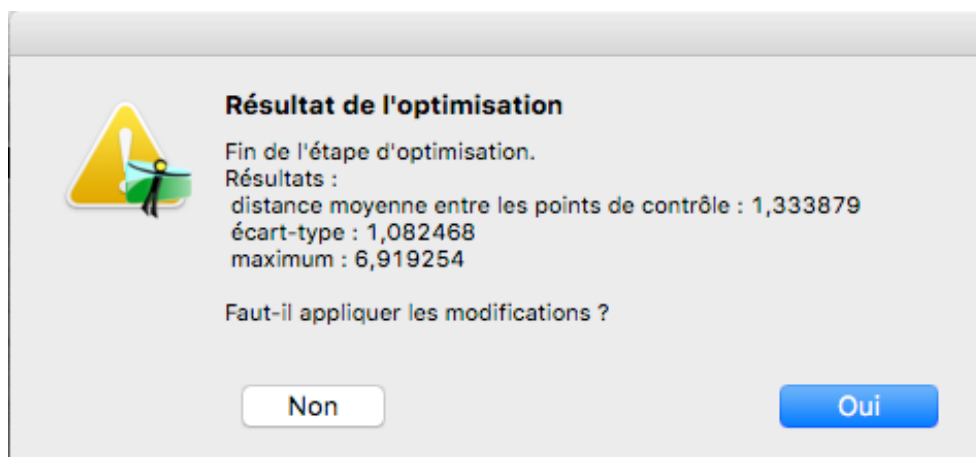 Résultat de l'optimisation
Fin de l'étape d'optimisation.
Résultats :
distance moyenne entre les points de contrôle : 1,333879
écart-type : 1,082468
maximum : 6,919254
Faut-il appliquer les modifications ?
Non
Oui